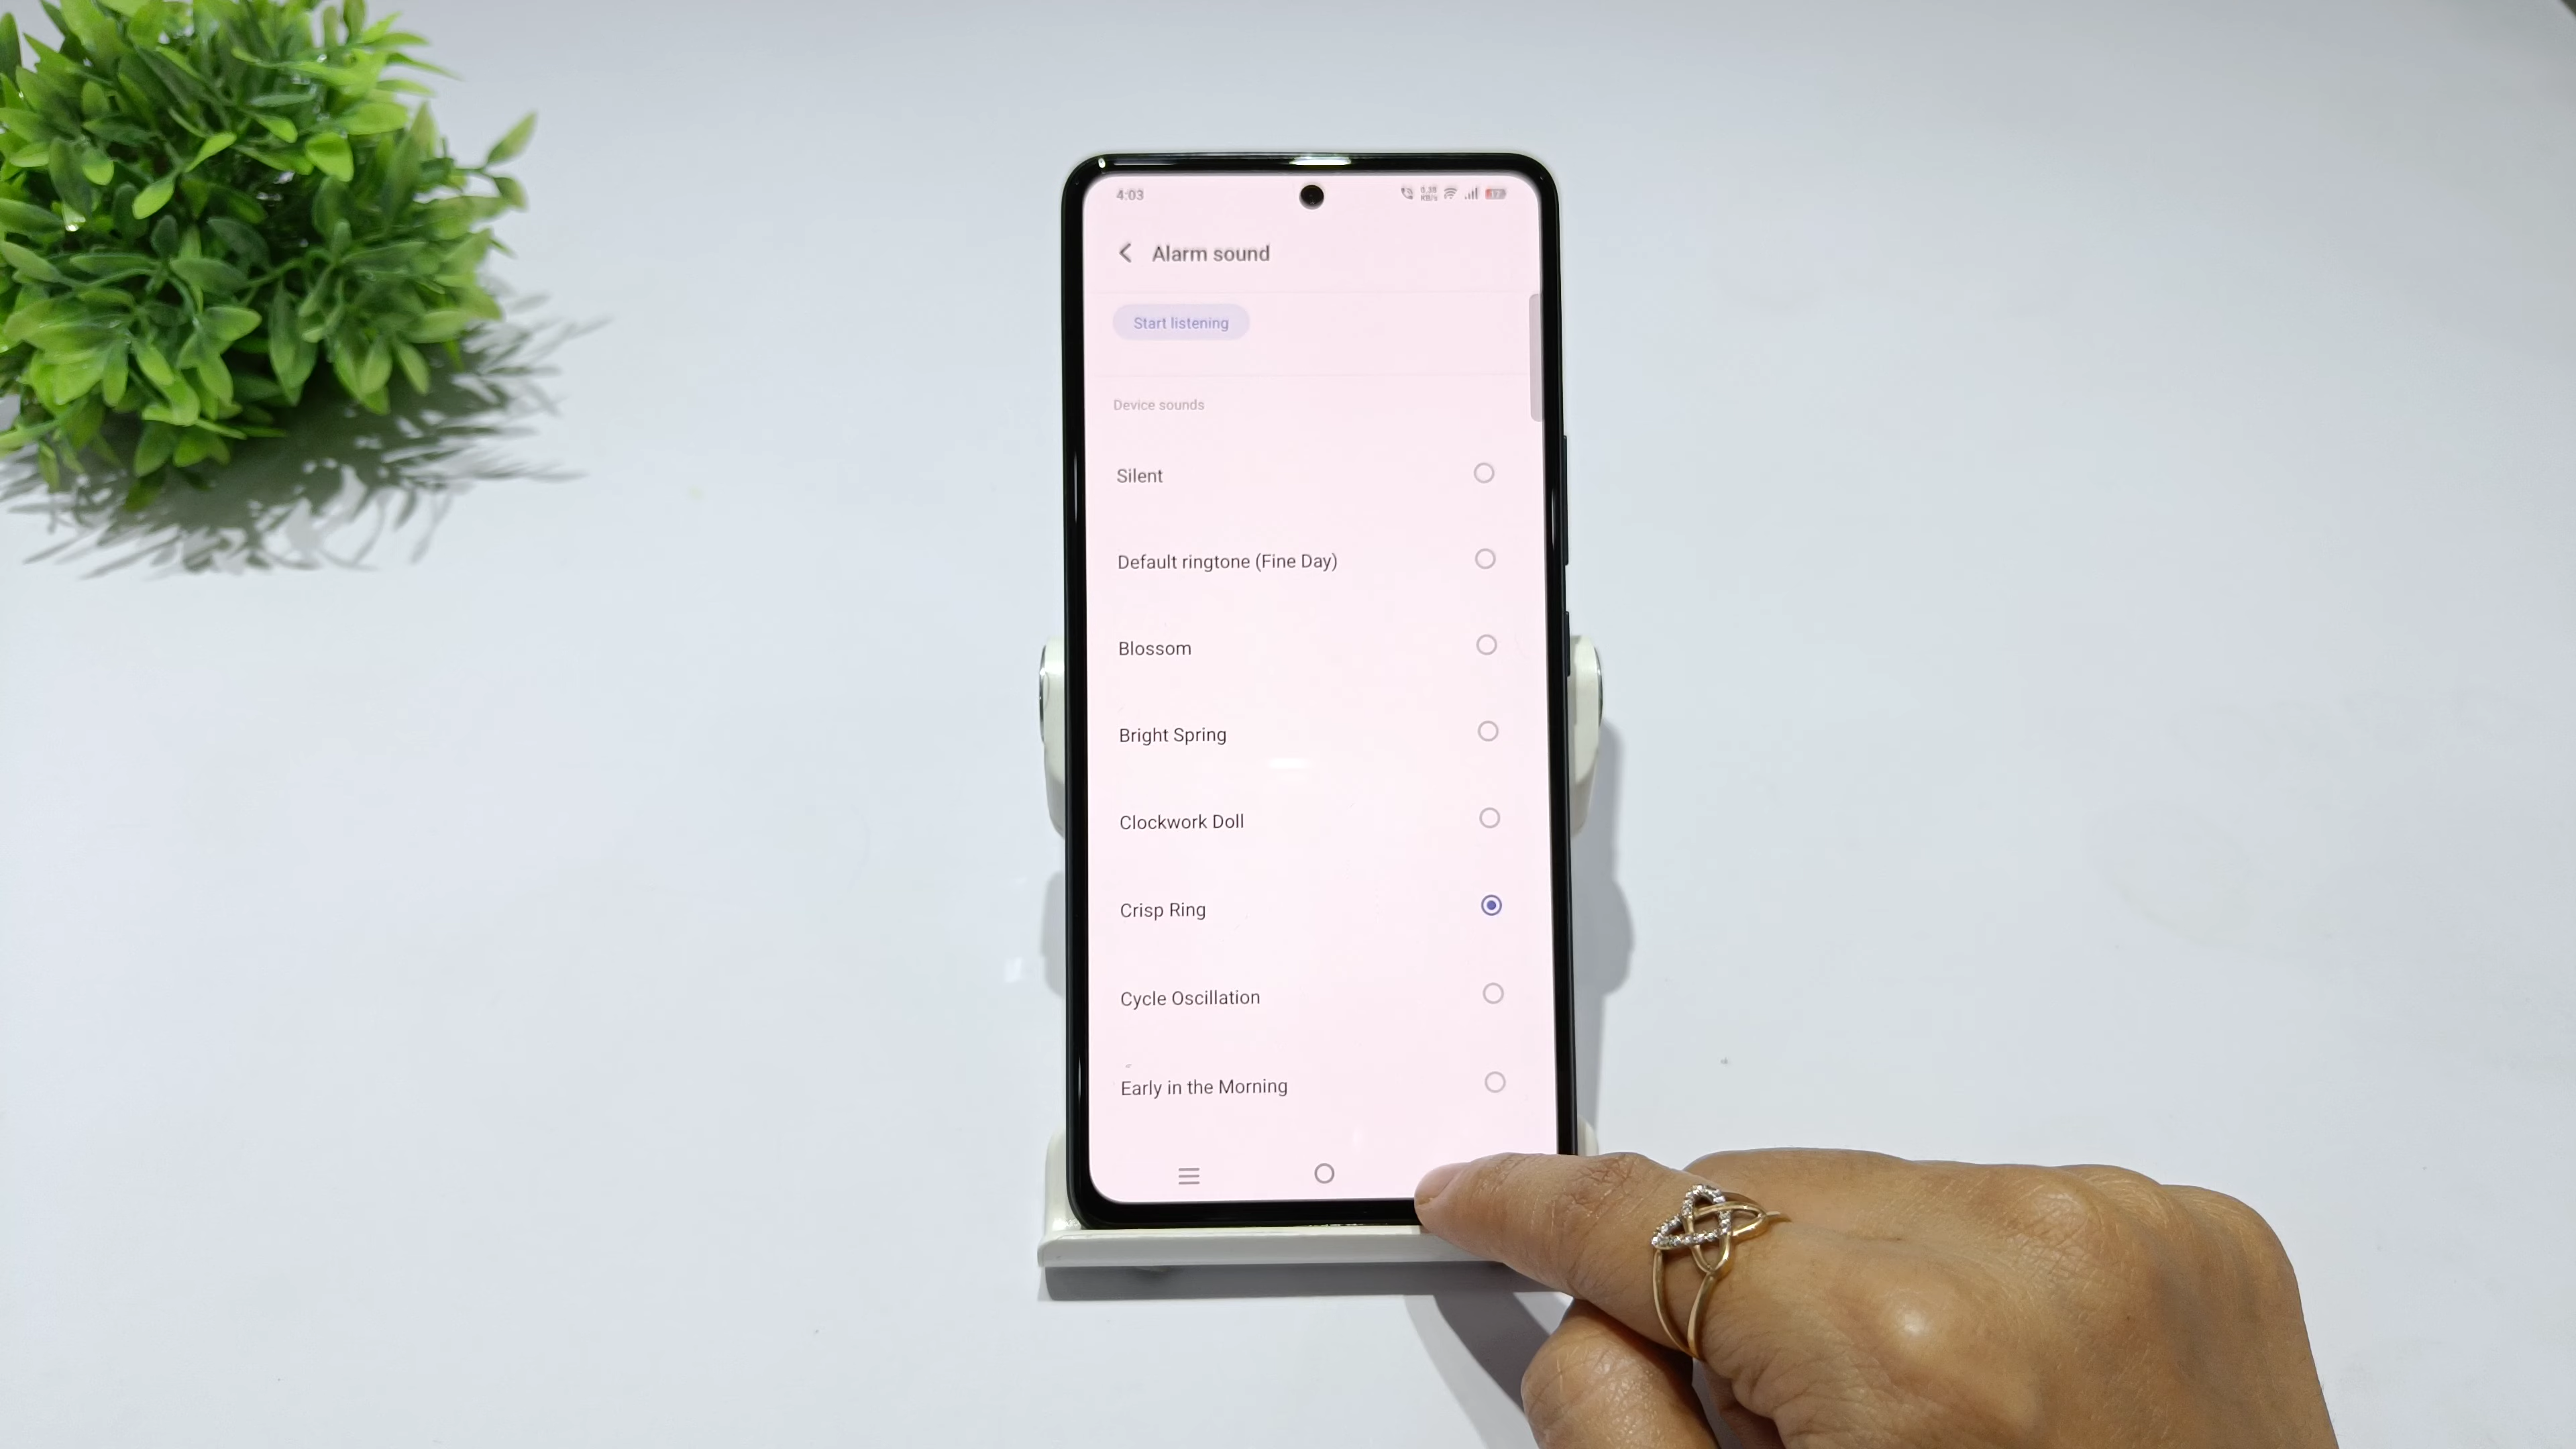 4:03
Alarm sound
Start listening
Device sounds
Silent
Default ringtone (Fine Day)
Blossom
Bright Spring
Clockwork Doll
Crisp Ring
Cycle Oscillation
Early in the Morning